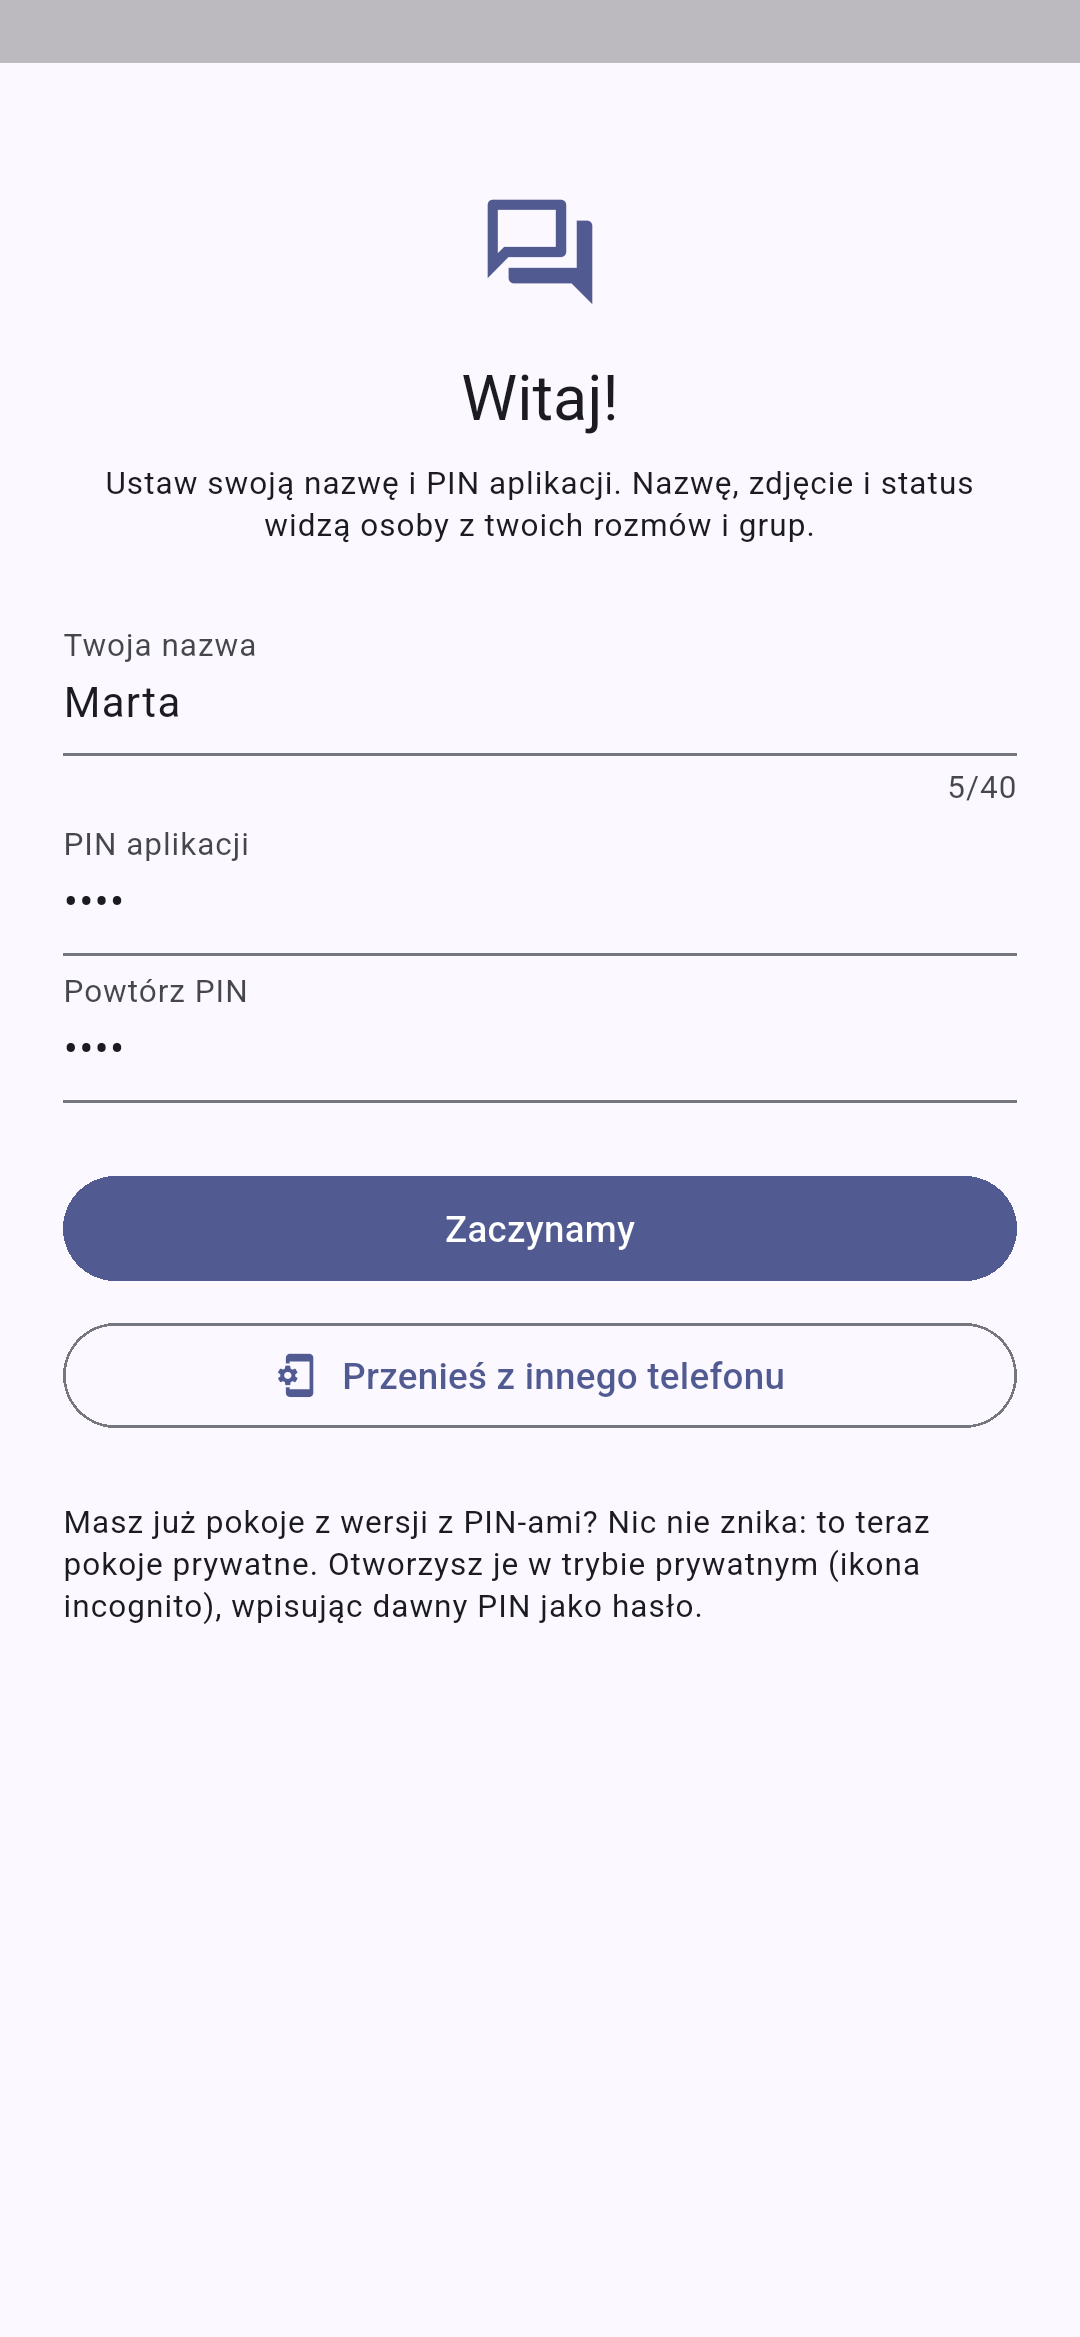 Witaj!
Ustaw swoją nazwę i PIN aplikacji. Nazwę, zdjęcie i status
widzą osoby z twoich rozmów i grup.
Twoja nazwa
Marta
5/40
PIN aplikacji
••••
Powtórz PIN
••••
Zaczynamy
Przenieś z innego telefonu
Masz już pokoje z wersji z PIN-ami? Nic nie znika: to teraz
pokoje prywatne. Otworzysz je w trybie prywatnym (ikona
incognito), wpisując dawny PIN jako hasło.